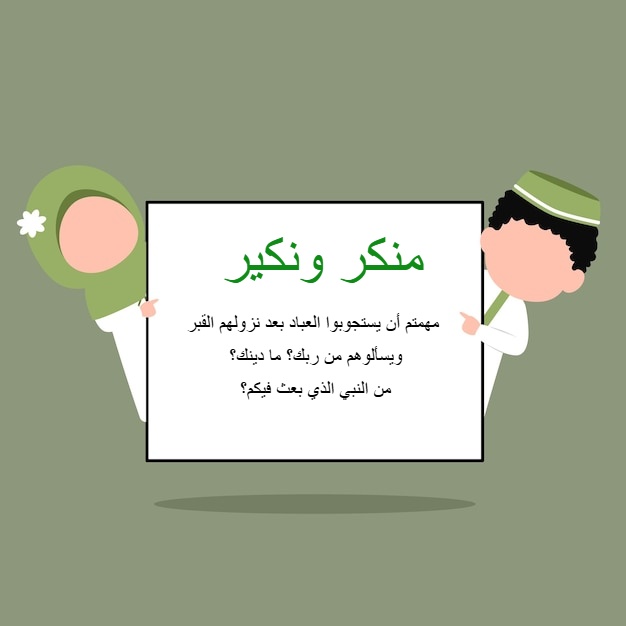 منكر ونكير
مهمتم أن يستجوبوا العباد بعد نزولهم القبر
ويسألوهم من ربك؟ ما دينك؟
من النبي الذي بعث فيكم؟